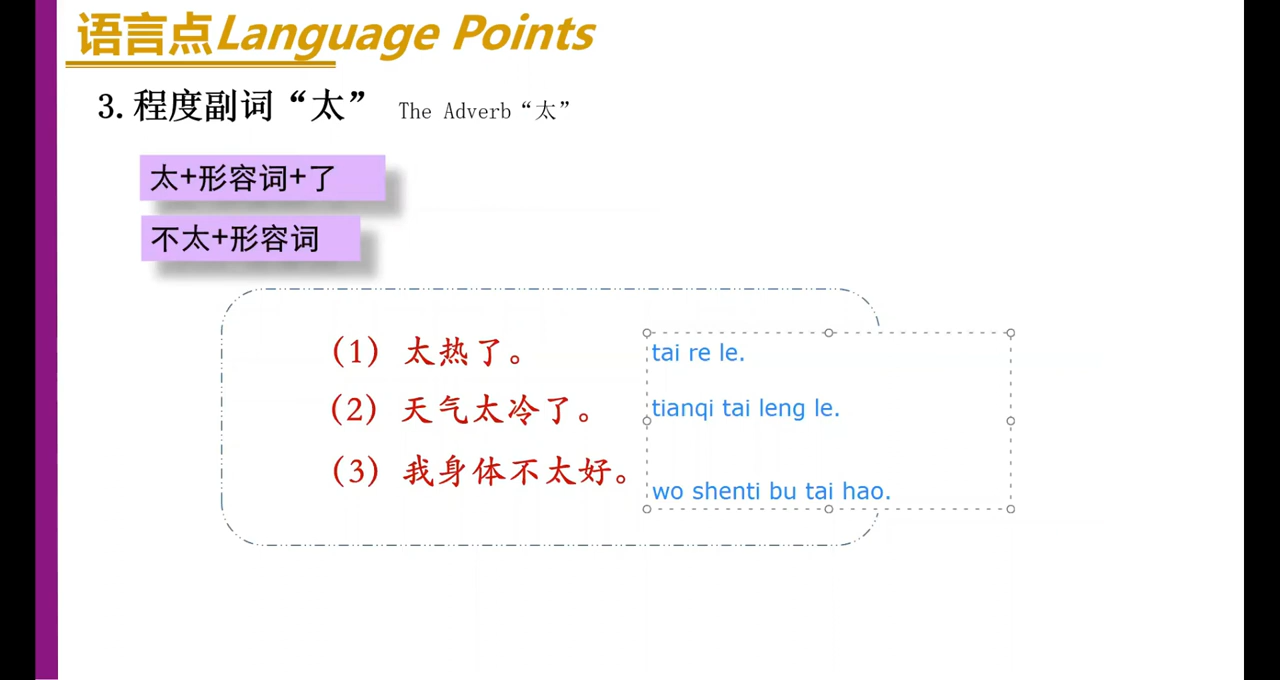 语言点Language Points
3.程度副词“太” The Adverb“太”
太+形容词+了
不太+形容词
(1) 太热了。 tai re le.
(2) 天气太冷了。 tianqi tai leng le.
(3) 我身体不太好。 wo shenti bu tai hao.